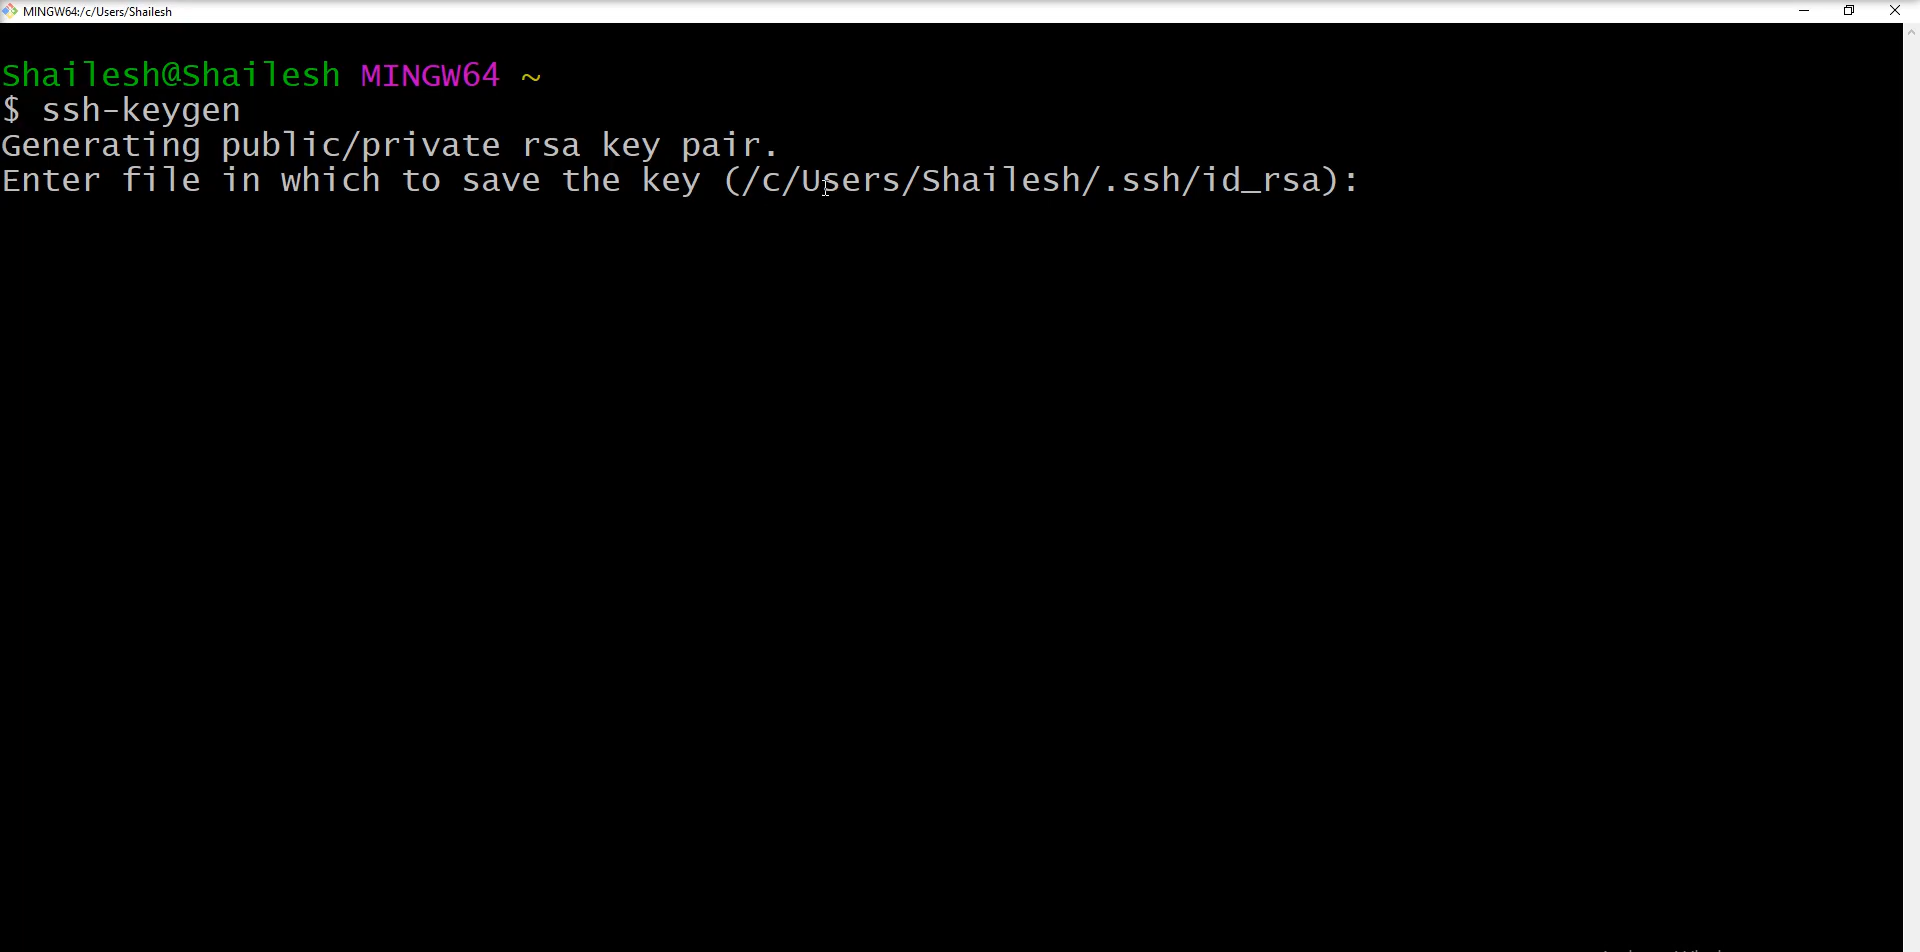 MINGW64:/c/Users/Shailesh
Shailesh@Shailesh MINGW64 ~
$ ssh-keygen
Generating public/private rsa key pair.
Enter file in which to save the key (/c/Users/Shailesh/.ssh/id_rsa):